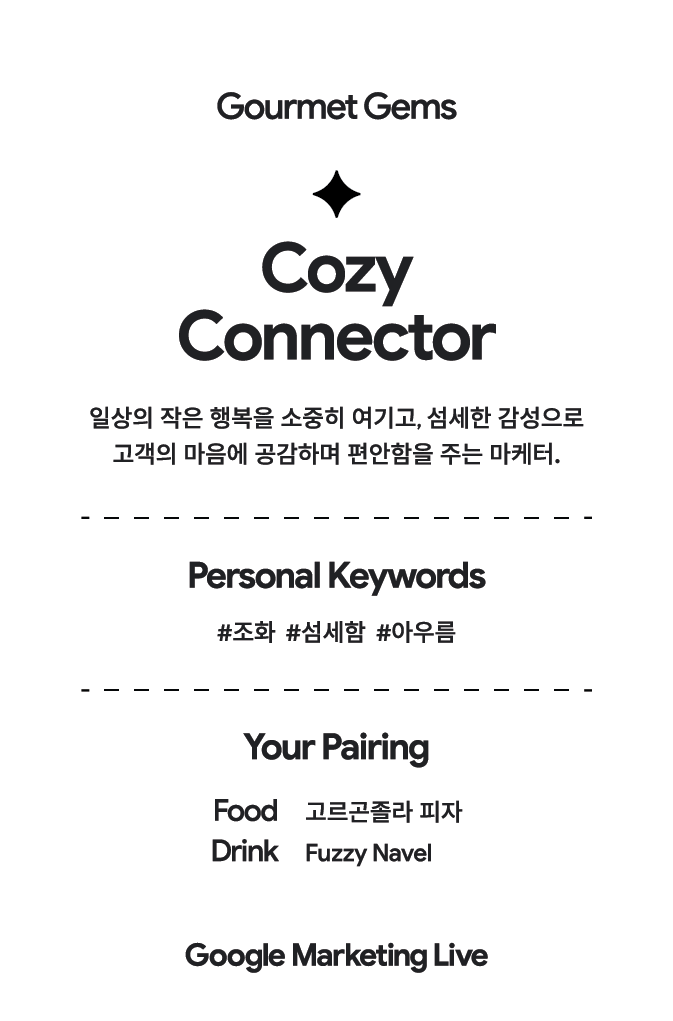 Gourmet Gems
Cozy
Connector
일상의 작은 행복을 소중히 여기고, 섬세한 감성으로
고객의 마음에 공감하며 편안함을 주는 마케터.
Personal Keywords
#조화 #섬세함 #아우름
Your Pairing
Food 고르곤졸라 피자
Drink Fuzzy Navel
Google Marketing Live